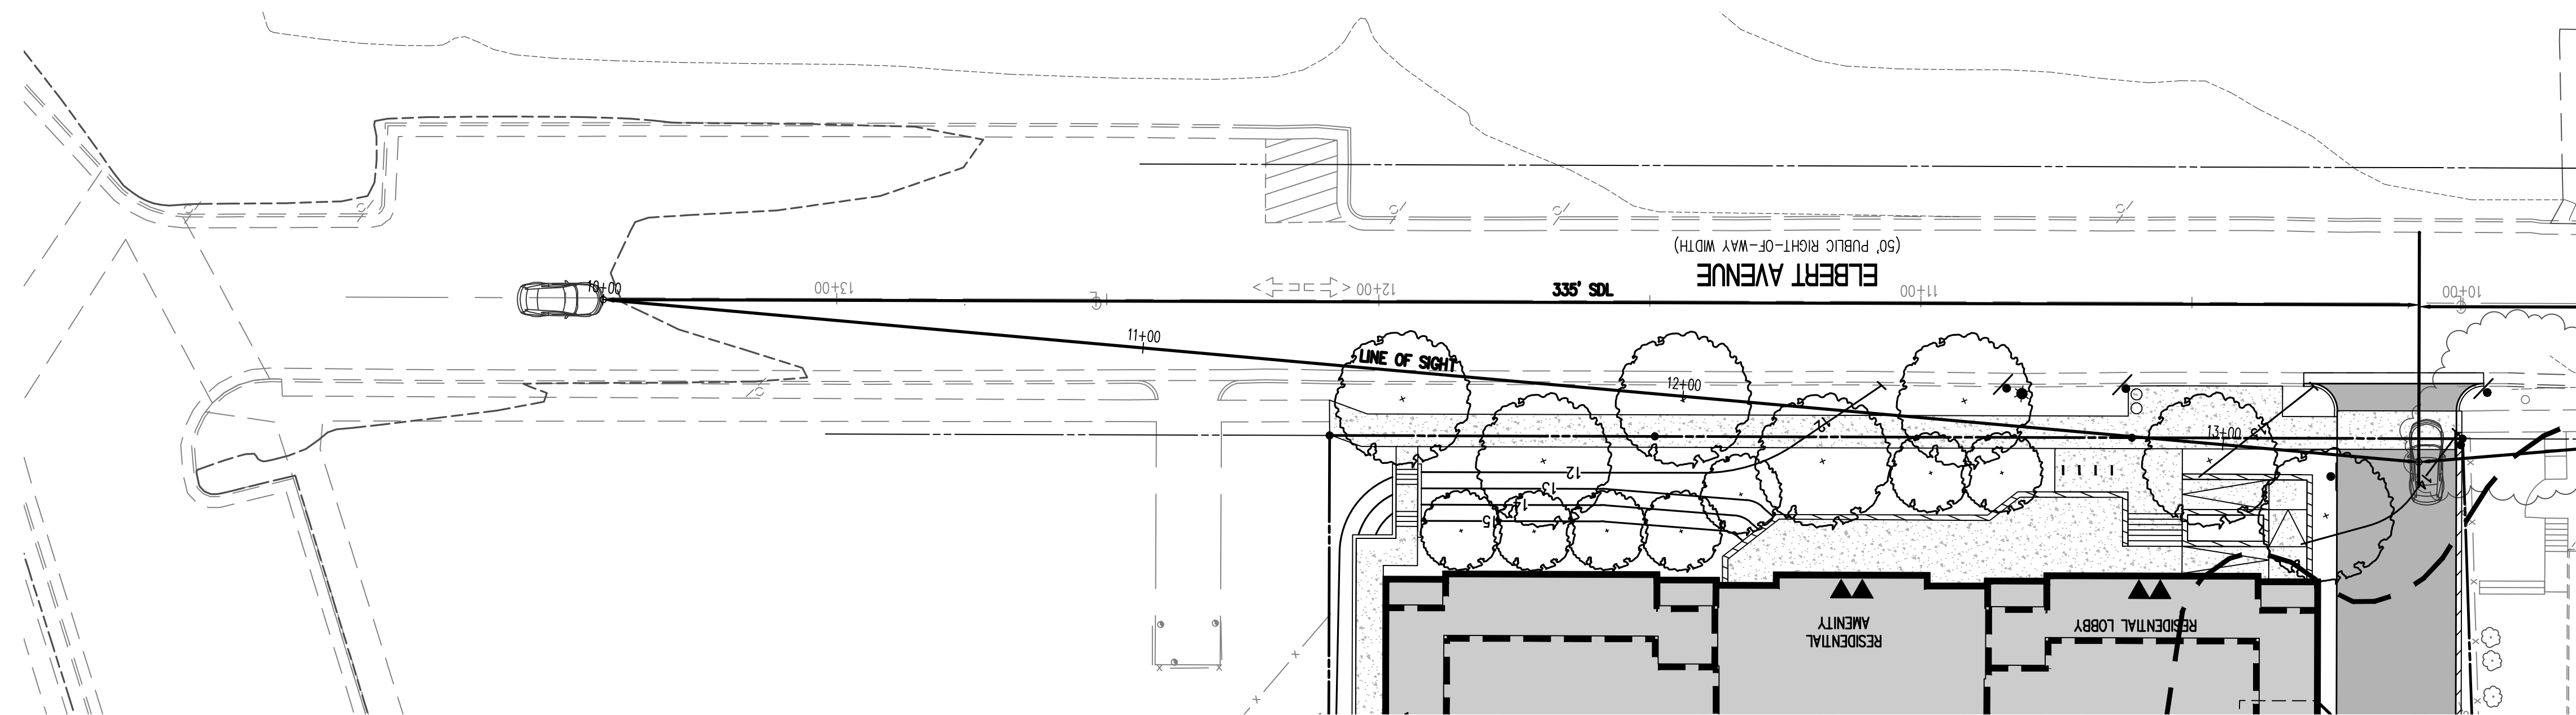 (50' PUBLIC RIGHT-OF-WAY WIDTH)
ELBERT AVENUE
10+00
13+00
12+00
335' SDL
11+00
10+00
11+00
LINE OF SIGHT
12+00
13+00
12
12
13
14
15
RESIDENTIAL
AMENITY
RESIDENTIAL LOBBY